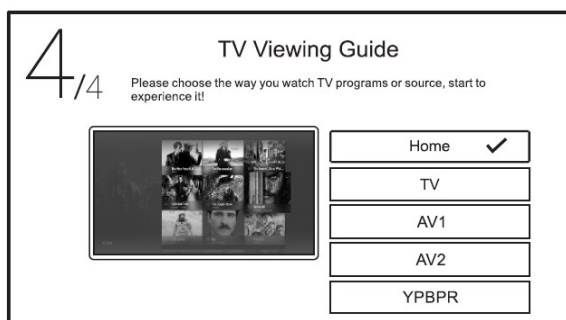 4/4
TV Viewing Guide
Please choose the way you watch TV programs or source, start to
experience it!
Home
TV
AV1
AV2
YPBPR